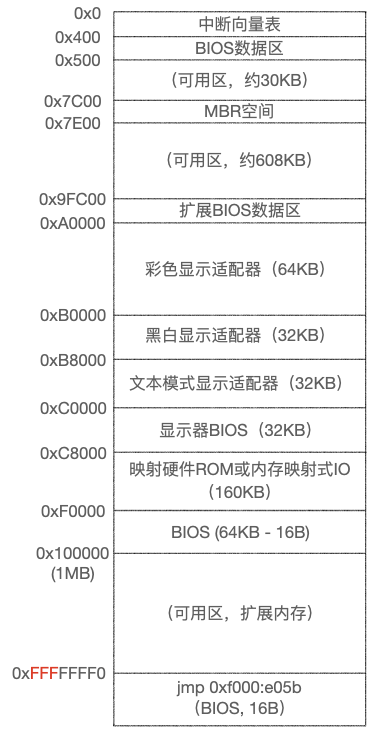 0x0
中断向量表
0x400
BIOS数据区
0x500
（可用区，约30KB）
0x7C00
MBR空间
0x7E00
（可用区，约608KB）
0x9FC00
扩展BIOS数据区
0xA0000
彩色显示适配器（64KB）
0xB0000
黑白显示适配器（32KB）
0xB8000
文本模式显示适配器（32KB）
0xC0000
显示器BIOS（32KB）
0xC8000
映射硬件ROM或内存映射式IO
（160KB）
0xF0000
BIOS (64KB - 16B)
0x100000
(1MB)
（可用区，扩展内存）
0xFFFFFFF0
jmp 0xf000:e05b
（BIOS, 16B）